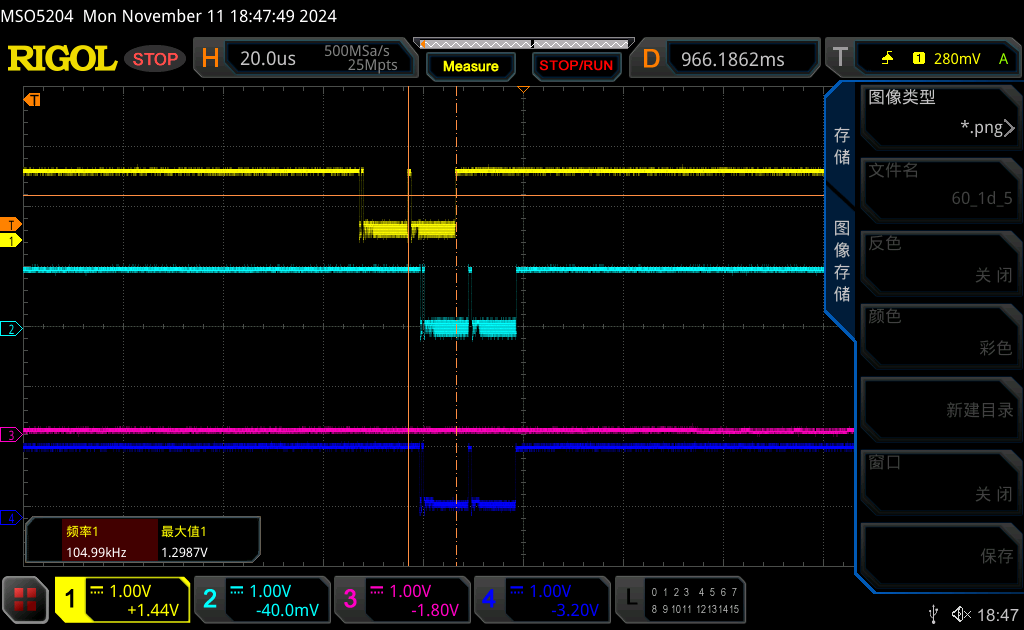 MSO5204 Mon November 11 18:47:49 2024
RIGOL STOP H 20.0us 500MSa/s 25Mpts Measure STOP/RUN D 966.1862ms T 1 280mV A
T
图像类型
*.png
存储
文件名
60_1d_5
图像存储
反色
关闭
颜色
彩色
新建目录
窗口
关闭
保存
T
1
2
3
4
频率1 最大值1
104.99kHz 1.2987V
1 1.00V +1.44V
2 1.00V -40.0mV
3 1.00V -1.80V
4 1.00V -3.20V
L 0 1 2 3 4 5 6 7
8 9 10 11 12 13 14 15
18:47